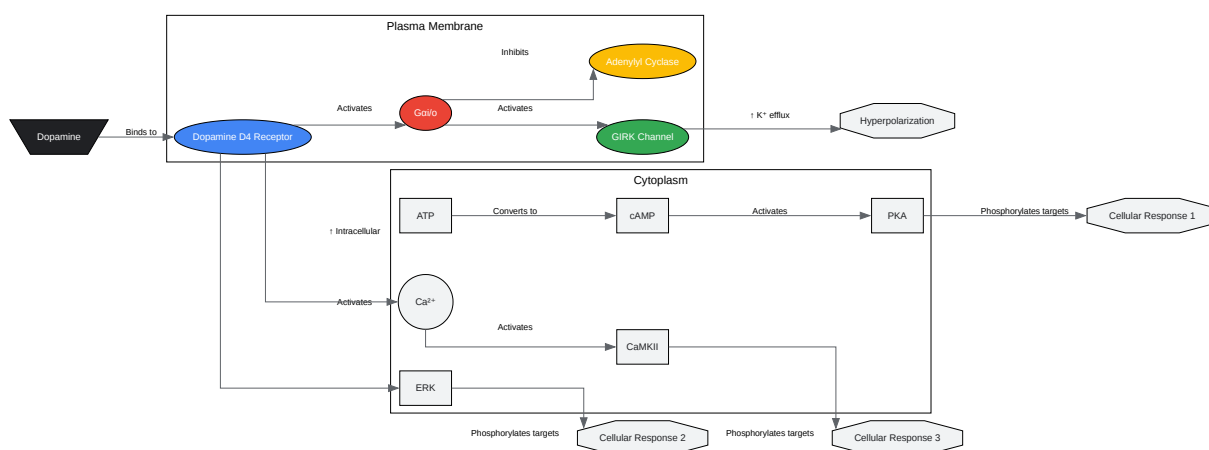 Plasma Membrane
Inhibits
Adenylyl Cyclase
Activates
Gαi/o
Activates
Dopamine
Binds to
Dopamine D4 Receptor
GIRK Channel
↑ K⁺ efflux
Hyperpolarization
Cytoplasm
ATP
Converts to
cAMP
Activates
PKA
Phosphorylates targets
Cellular Response 1
↑ Intracellular
Activates
Ca²⁺
Activates
CaMKII
ERK
Phosphorylates targets
Cellular Response 2
Phosphorylates targets
Cellular Response 3